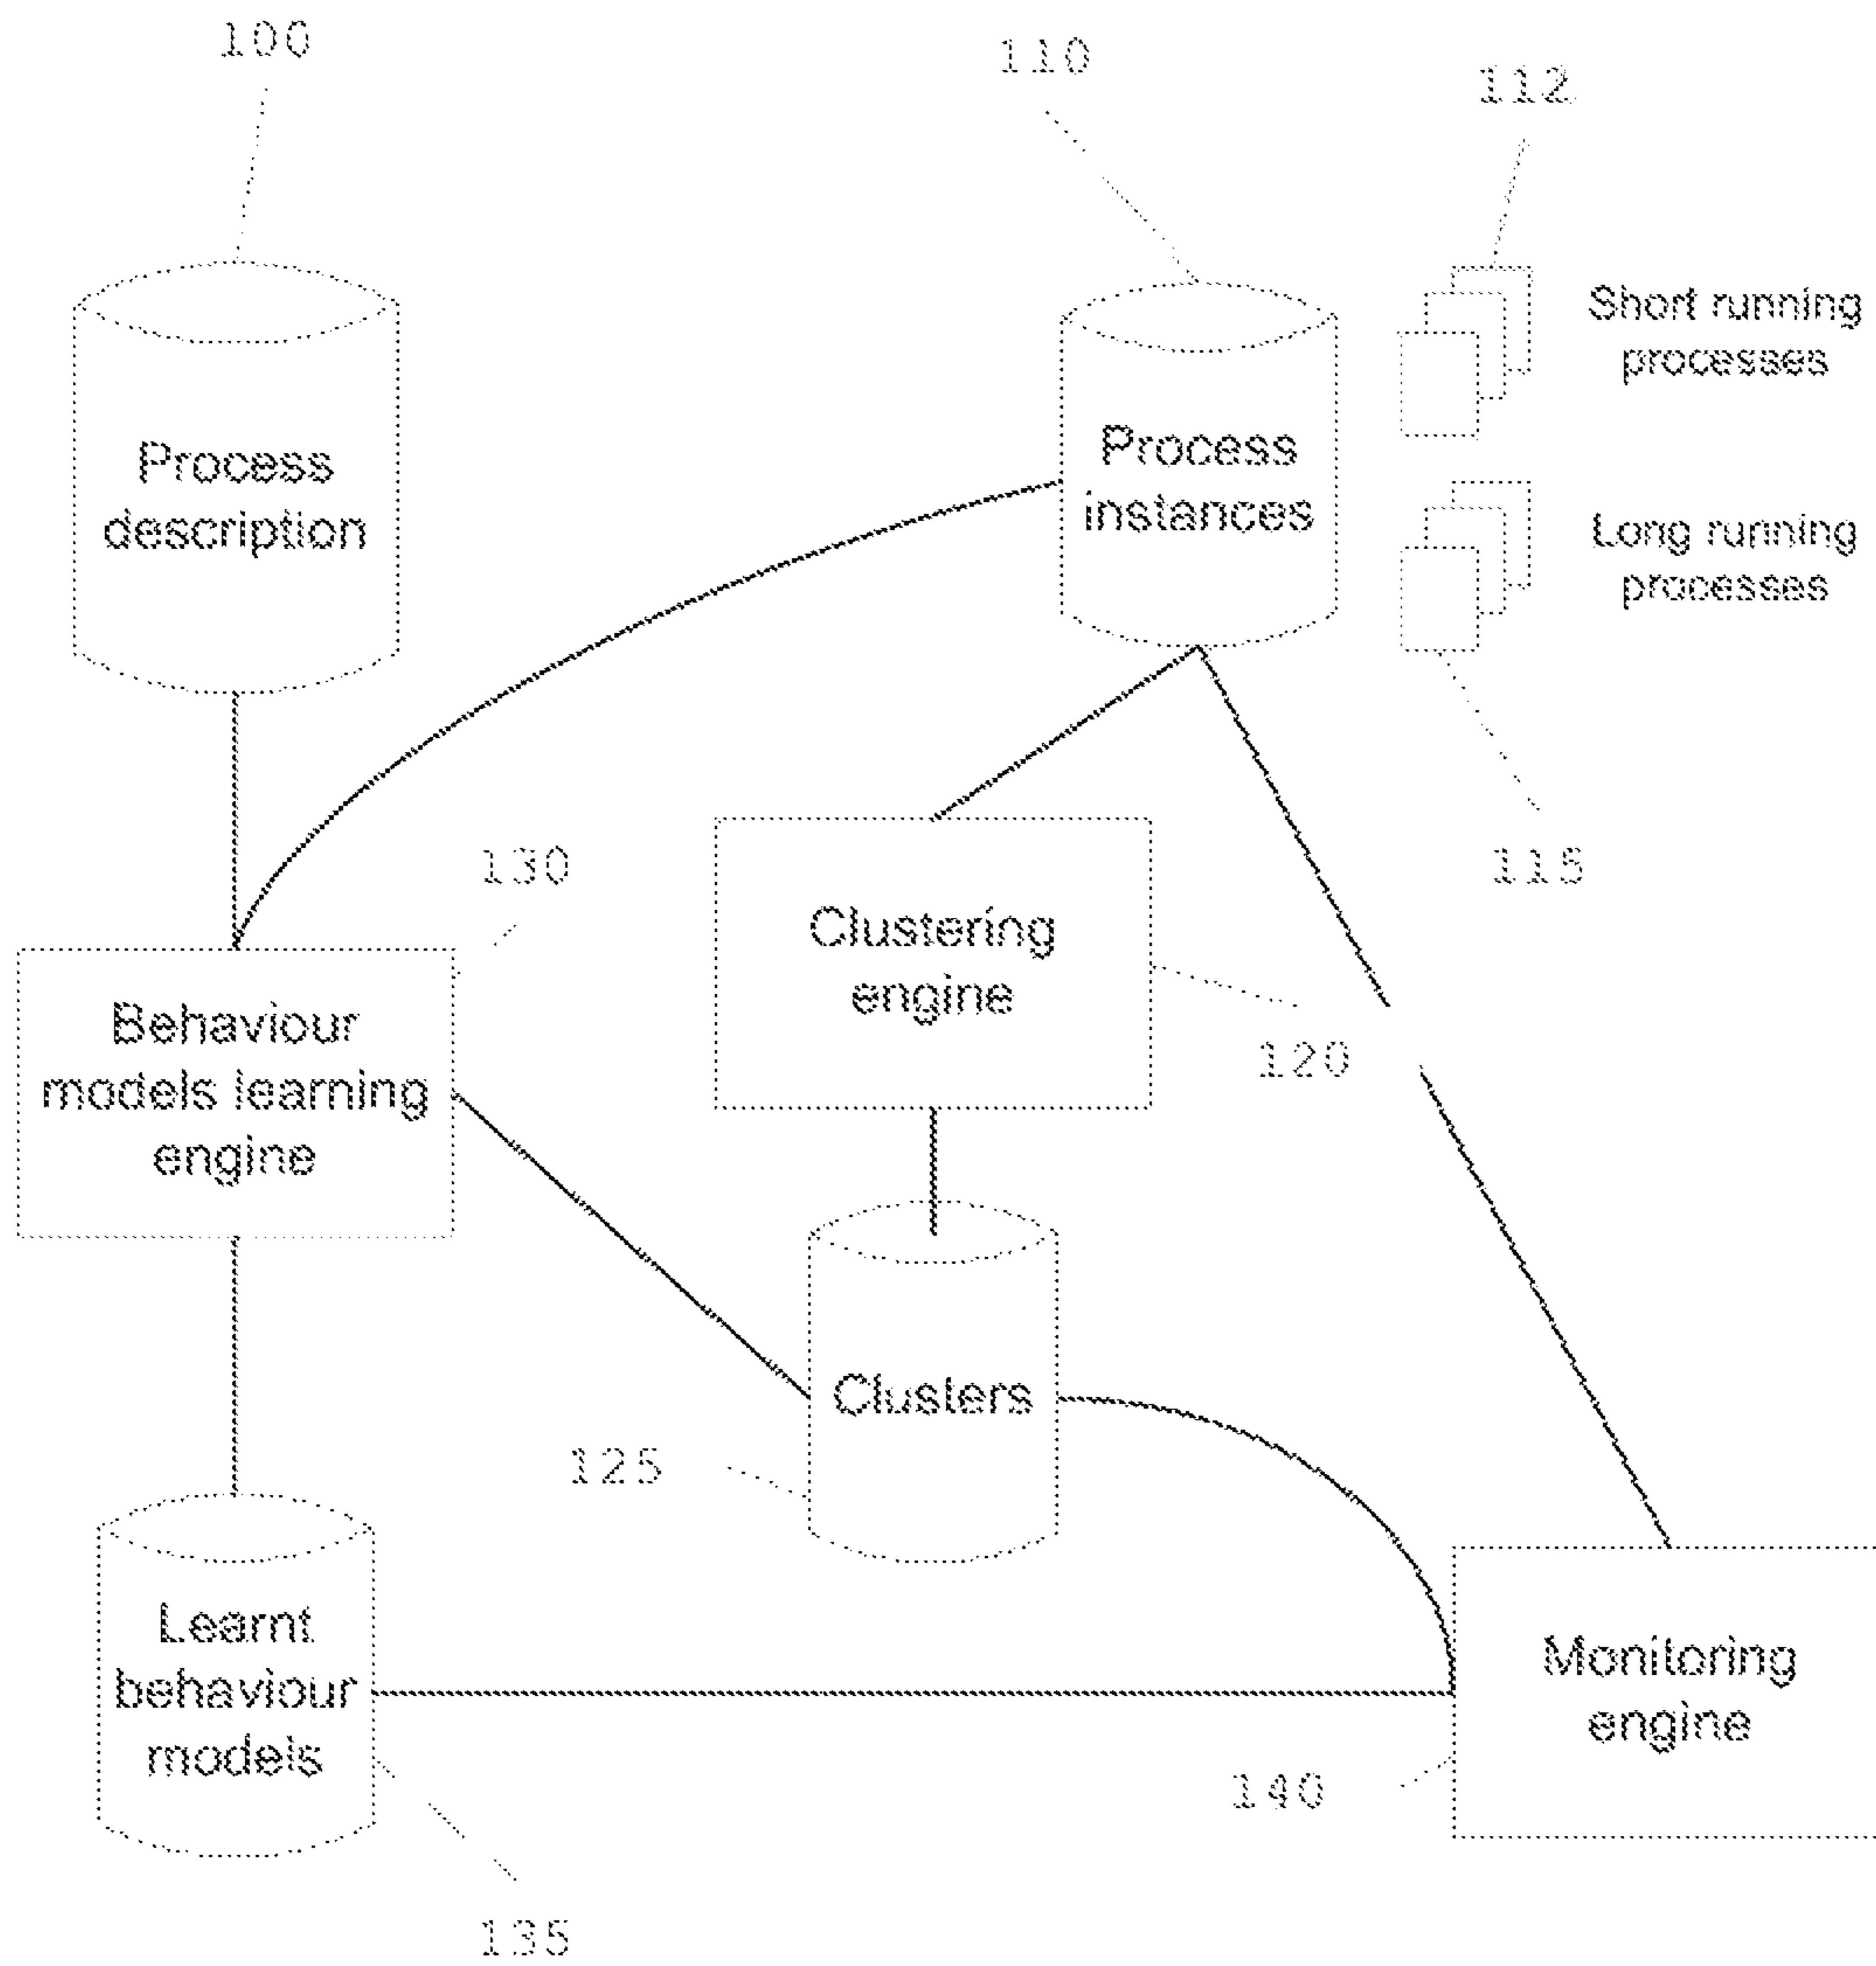 100
110
112
Short running
processes
Process
description
Process
instances
Long running
processes
130
115
Clustering
engine
120
Behaviour
models learning
engine
Clusters
125
Learnt
behaviour
models
Monitoring
engine
140
135